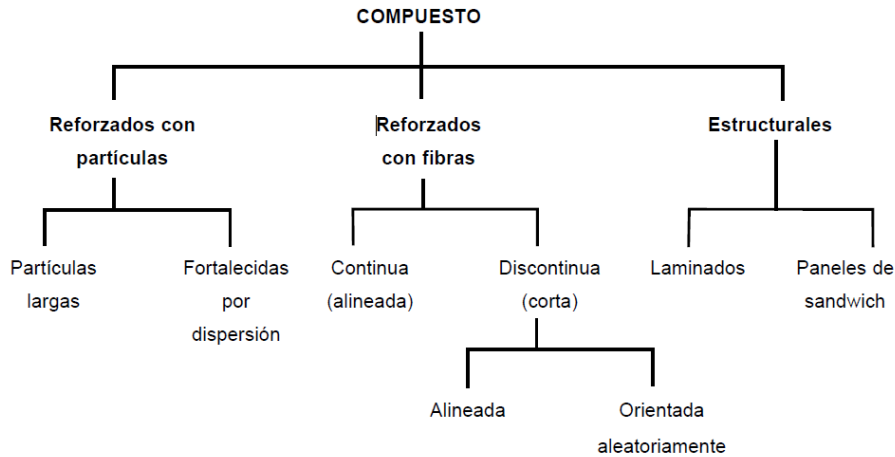 COMPUESTO
Reforzados con
partículas
Reforzados
con fibras
Estructurales
Partículas
largas
Fortalecidas
por
dispersión
Continua
(alineada)
Discontinua
(corta)
Laminados
Paneles de
sandwich
Alineada
Orientada
aleatoriamente